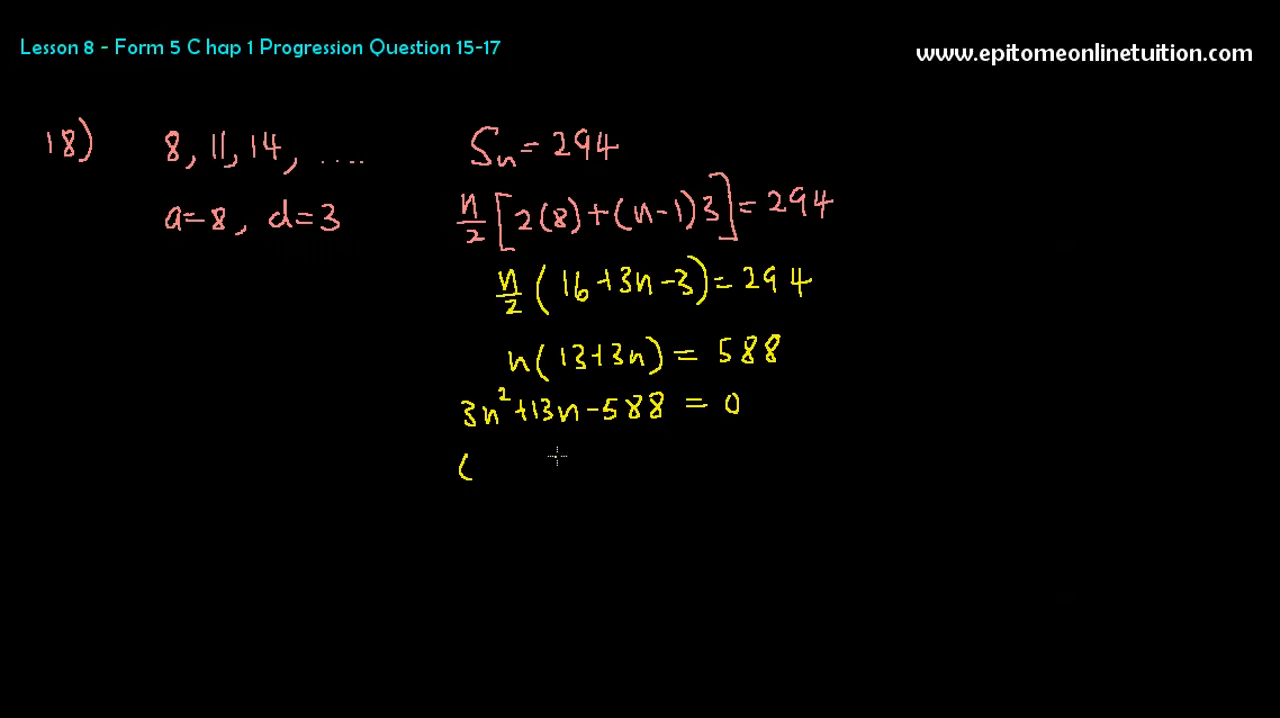 Lesson 8 - Form 5 C hap 1 Progression Question 15-17
www.epitomeonlinetuition.com
18) 8, 11, 14, .... Sn = 294
a=8, d=3 n/2 [2(8)+(n-1)3] = 294
n/2 (16+3n-3) = 294
n(13+3n) = 588
3n²+13n-588 = 0
(